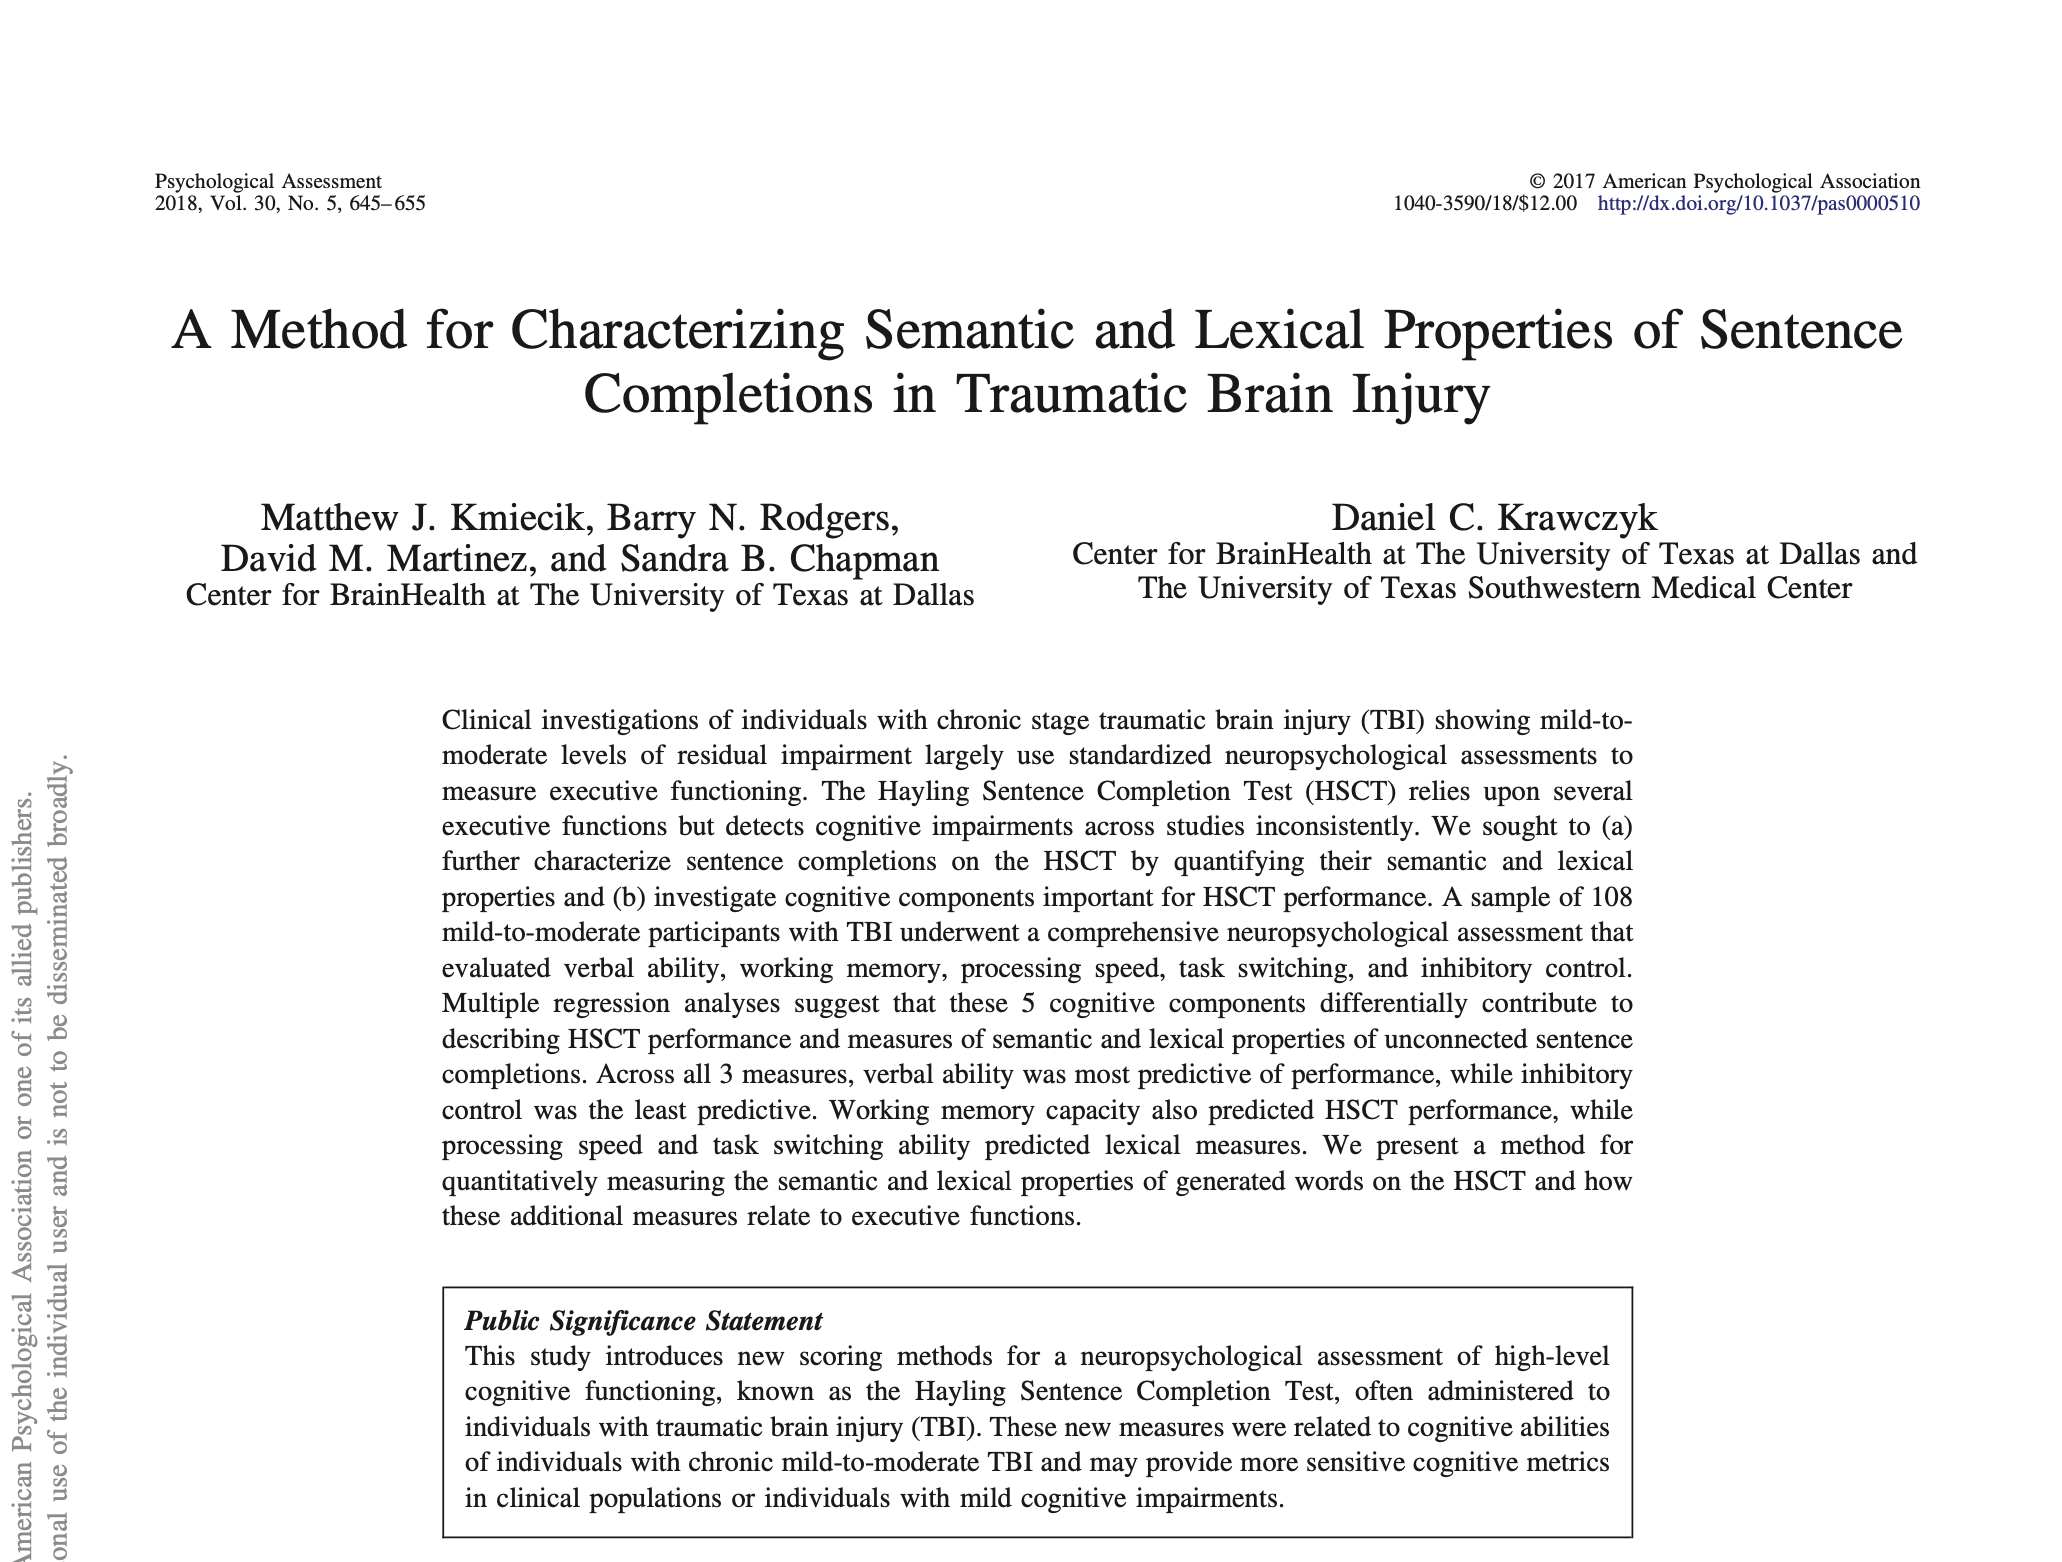 Psychological Assessment
2018, Vol. 30, No. 5, 645–655
© 2017 American Psychological Association
1040-3590/18/$12.00 http://dx.doi.org/10.1037/pas0000510
A Method for Characterizing Semantic and Lexical Properties of Sentence
Completions in Traumatic Brain Injury
Matthew J. Kmiecik, Barry N. Rodgers,
David M. Martinez, and Sandra B. Chapman
Center for BrainHealth at The University of Texas at Dallas
Daniel C. Krawczyk
Center for BrainHealth at The University of Texas at Dallas and
The University of Texas Southwestern Medical Center
Clinical investigations of individuals with chronic stage traumatic brain injury (TBI) showing mild-to-
moderate levels of residual impairment largely use standardized neuropsychological assessments to
measure executive functioning. The Hayling Sentence Completion Test (HSCT) relies upon several
executive functions but detects cognitive impairments across studies inconsistently. We sought to (a)
further characterize sentence completions on the HSCT by quantifying their semantic and lexical
properties and (b) investigate cognitive components important for HSCT performance. A sample of 108
mild-to-moderate participants with TBI underwent a comprehensive neuropsychological assessment that
evaluated verbal ability, working memory, processing speed, task switching, and inhibitory control.
Multiple regression analyses suggest that these 5 cognitive components differentially contribute to
describing HSCT performance and measures of semantic and lexical properties of unconnected sentence
completions. Across all 3 measures, verbal ability was most predictive of performance, while inhibitory
control was the least predictive. Working memory capacity also predicted HSCT performance, while
processing speed and task switching ability predicted lexical measures. We present a method for
quantitatively measuring the semantic and lexical properties of generated words on the HSCT and how
these additional measures relate to executive functions.
Public Significance Statement
This study introduces new scoring methods for a neuropsychological assessment of high-level
cognitive functioning, known as the Hayling Sentence Completion Test, often administered to
individuals with traumatic brain injury (TBI). These new measures were related to cognitive abilities
of individuals with chronic mild-to-moderate TBI and may provide more sensitive cognitive metrics
in clinical populations or individuals with mild cognitive impairments.
American Psychological Association or one of its allied publishers.
onal use of the individual user and is not to be disseminated broadly.